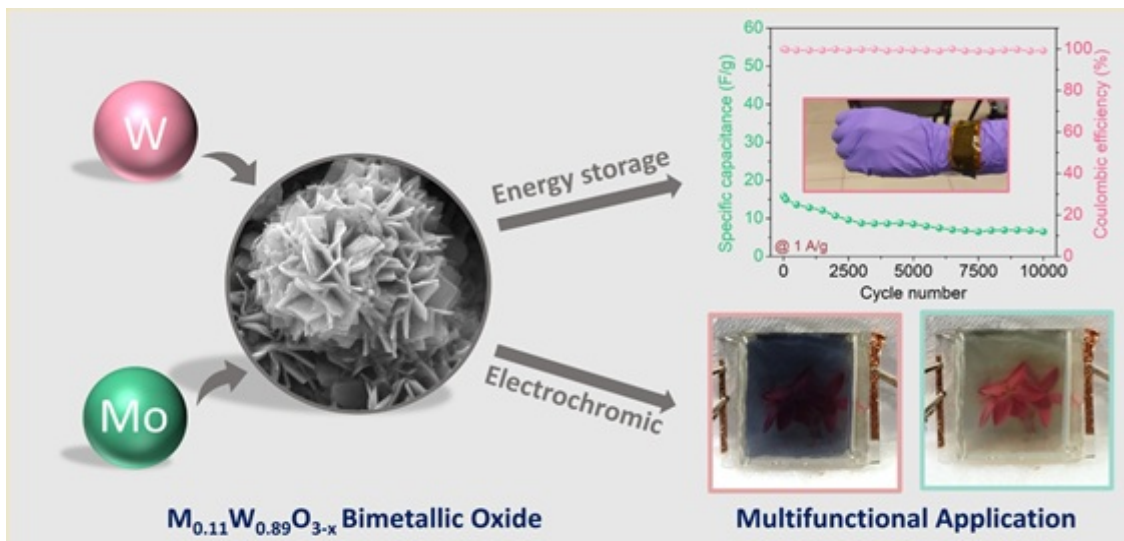 W
Mo
M0.11W0.89O3-x Bimetallic Oxide
Energy storage
Electrochromic
Specific capacitance (F/g)
60
50
40
30
20
10
0
@ 1 A/g
0
2500
5000
7500
10000
Cycle number
100
80
60
40
20
0
Coulombic efficiency (%)
Multifunctional Application